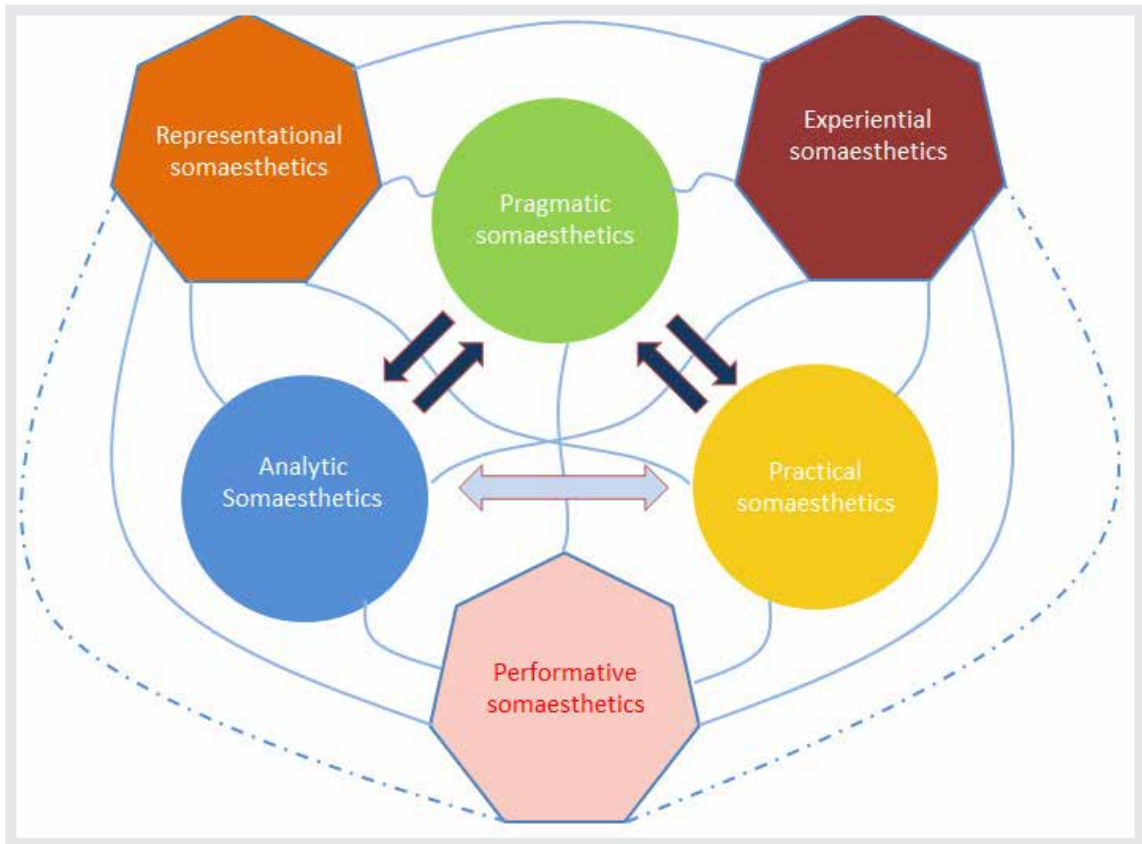 Representational
somaesthetics
Experiential
somaesthetics
Pragmatic
somaesthetics
Analytic
Somaesthetics
Practical
somaesthetics
Performative
somaesthetics